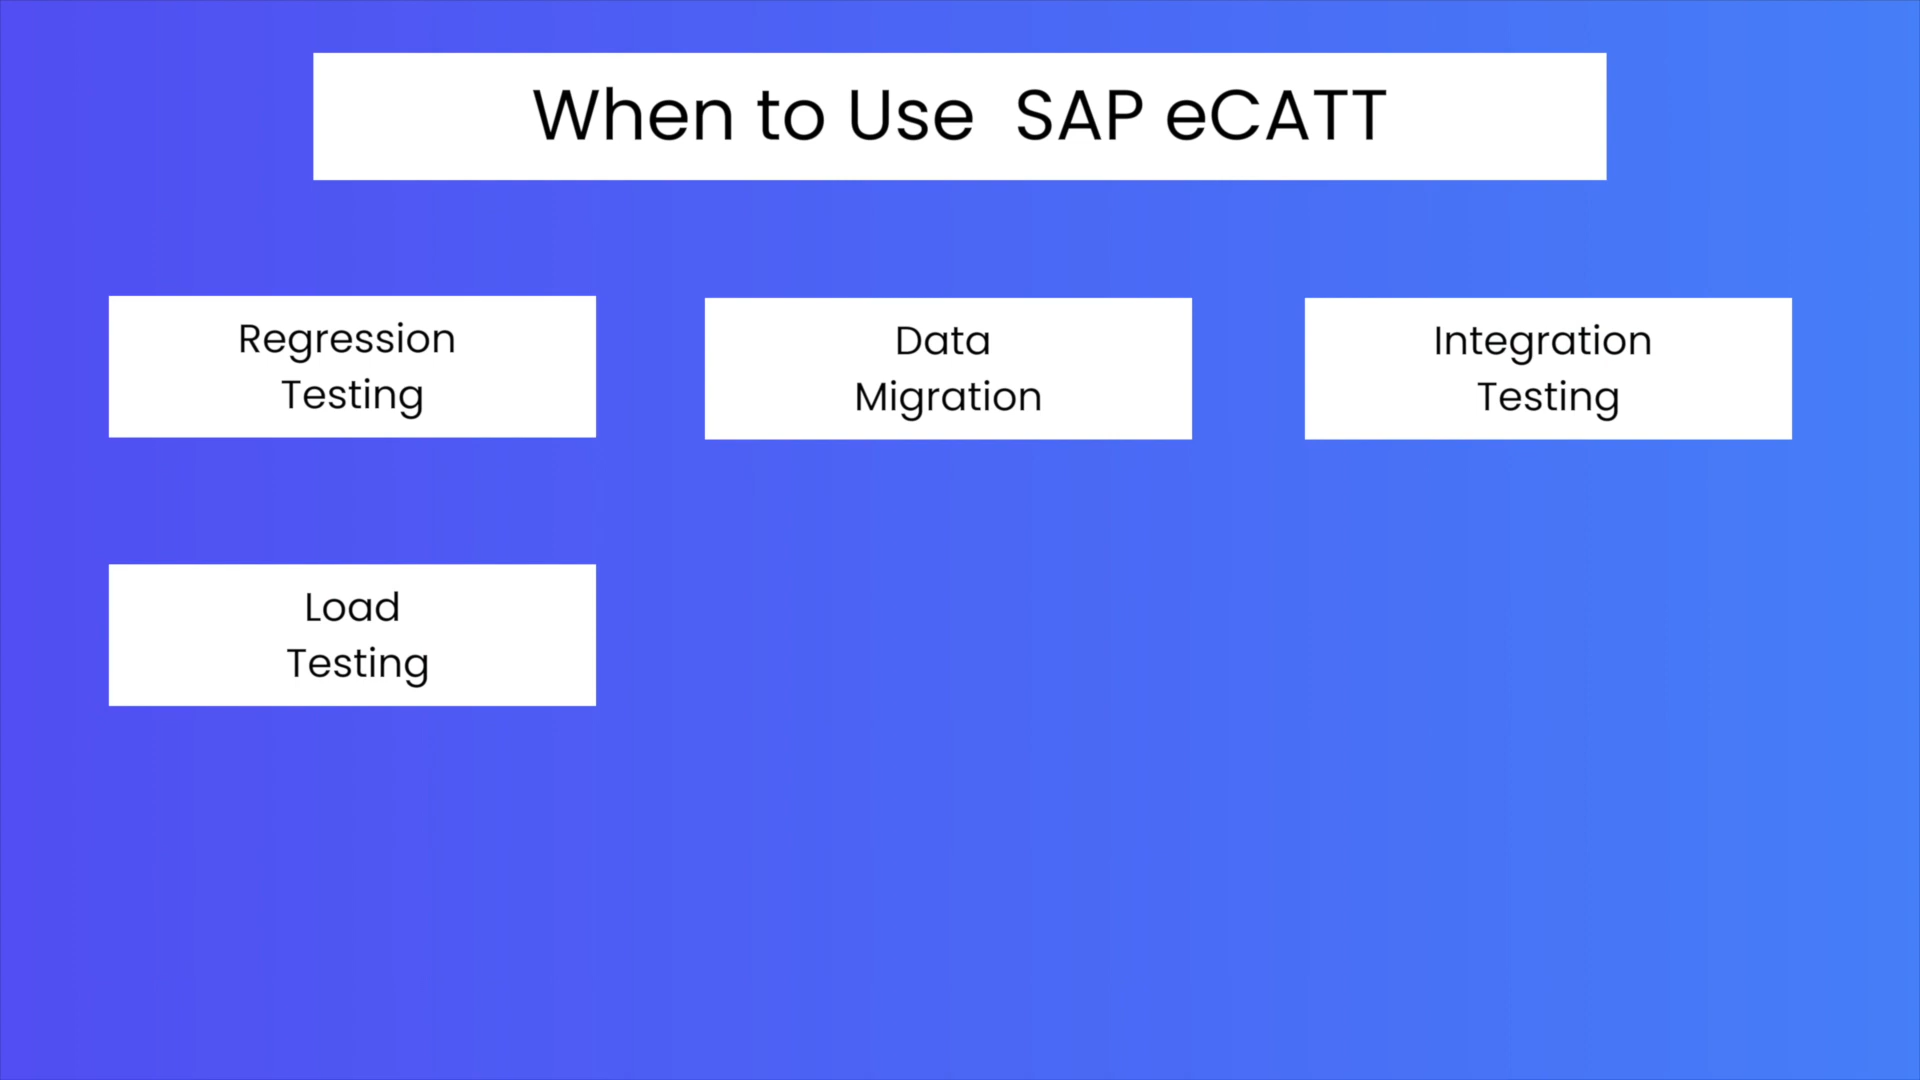 When to Use  SAP eCATT
Regression
Testing
Data
Migration
Integration
Testing
Load
Testing